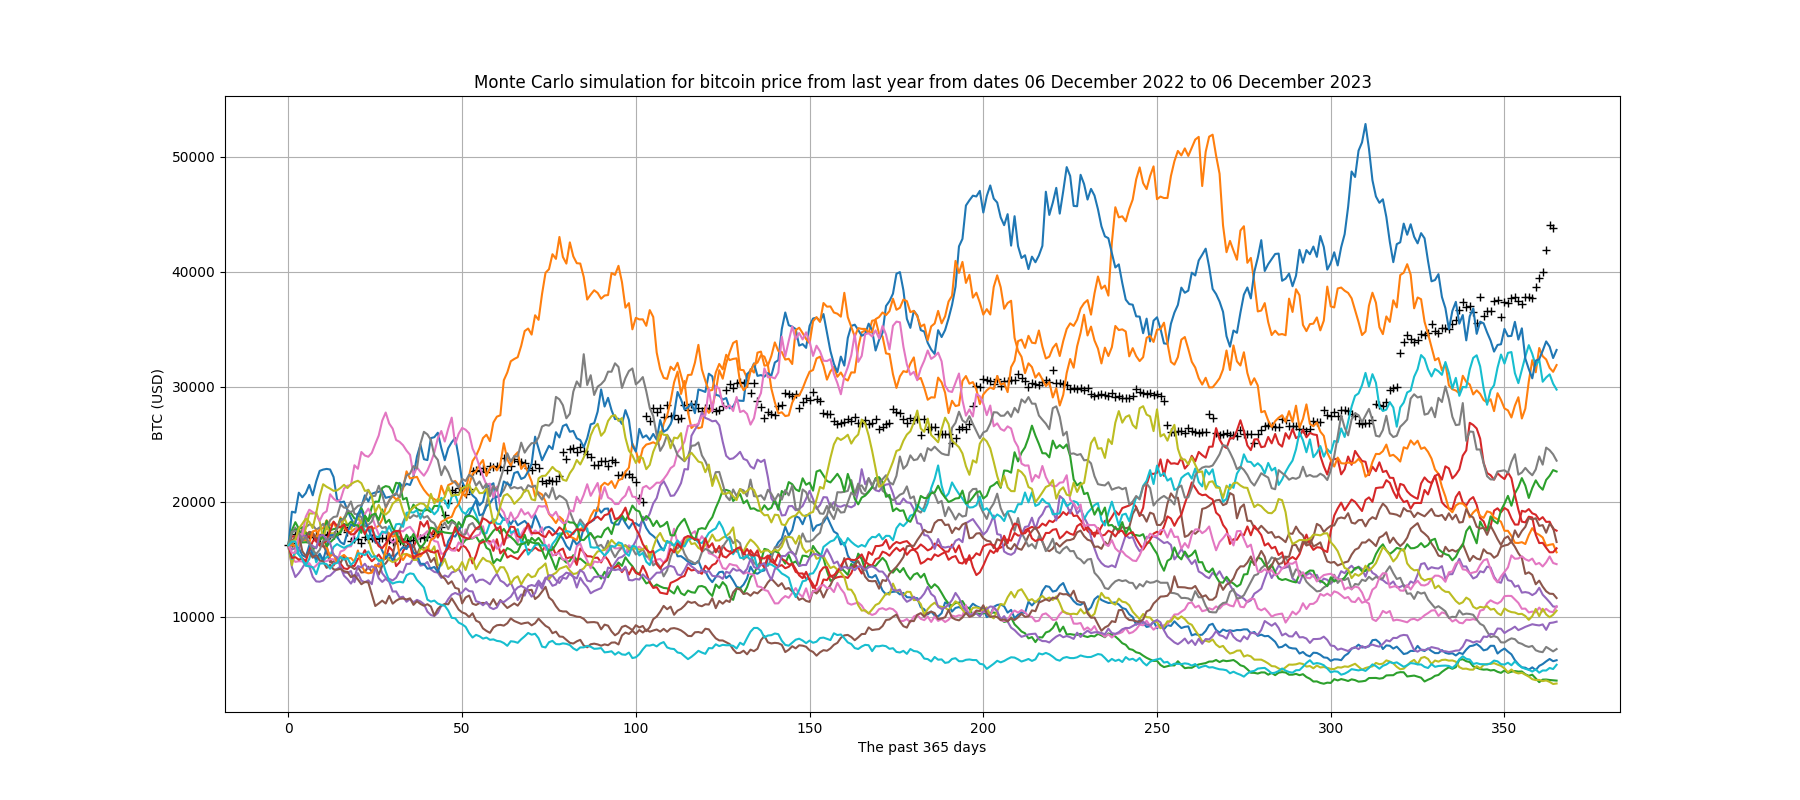 Monte Carlo simulation for bitcoin price from last year from dates 06 December 2022 to 06 December 2023
50000
40000
30000
20000
10000
BTC (USD)
0 50 100 150 200 250 300 350
The past 365 days